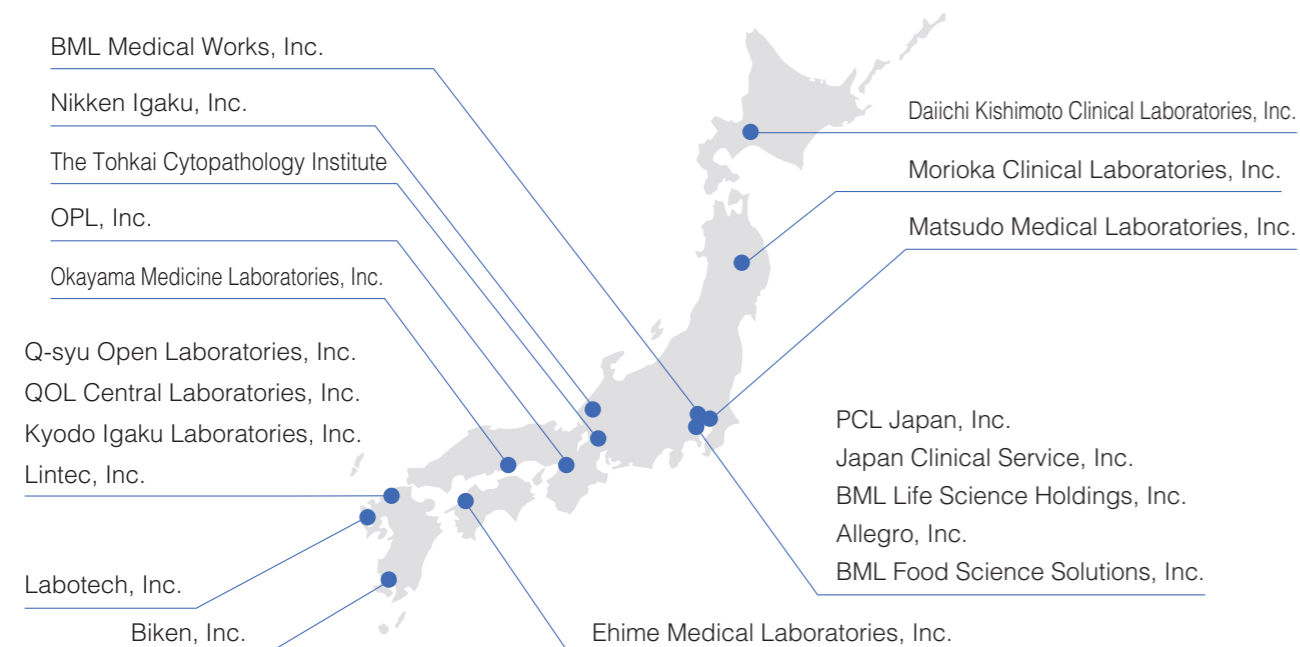 BML Medical Works, Inc.
Nikken Igaku, Inc.
The Tohkai Cytopathology Institute
OPL, Inc.
Okayama Medicine Laboratories, Inc.
Q-syu Open Laboratories, Inc.
QOL Central Laboratories, Inc.
Kyodo Igaku Laboratories, Inc.
Lintec, Inc.
Labotech, Inc.
Biken, Inc.
Daiichi Kishimoto Clinical Laboratories, Inc.
Morioka Clinical Laboratories, Inc.
Matsudo Medical Laboratories, Inc.
PCL Japan, Inc.
Japan Clinical Service, Inc.
BML Life Science Holdings, Inc.
Allegro, Inc.
BML Food Science Solutions, Inc.
Ehime Medical Laboratories, Inc.